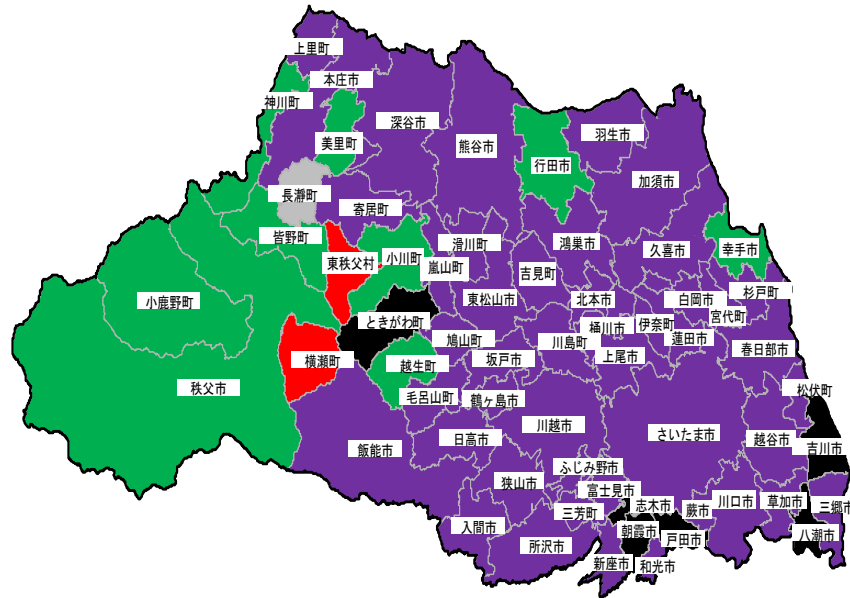 上里町
本庄市
神川町
深谷市
羽生市
美里町
熊谷市
行田市
加須市
長瀞町
寄居町
皆野町
滑川町
鴻巣市
久喜市
幸手市
東秩父村
小川町
嵐山町
吉見町
小鹿野町
東松山市
北本市
白岡市
杉戸町
ときがわ町
桶川市
伊奈町
宮代町
鳩山町
川島町
蓮田市
横瀬町
越生町
坂戸市
上尾市
春日部市
秩父市
毛呂山町
鶴ヶ島市
松伏町
川越市
さいたま市
飯能市
日高市
越谷市
吉川市
ふじみ野市
狭山市
富士見市
志木市
蕨市
川口市
草加市
三郷市
三芳町
入間市
朝霞市
戸田市
八潮市
所沢市
新座市
和光市